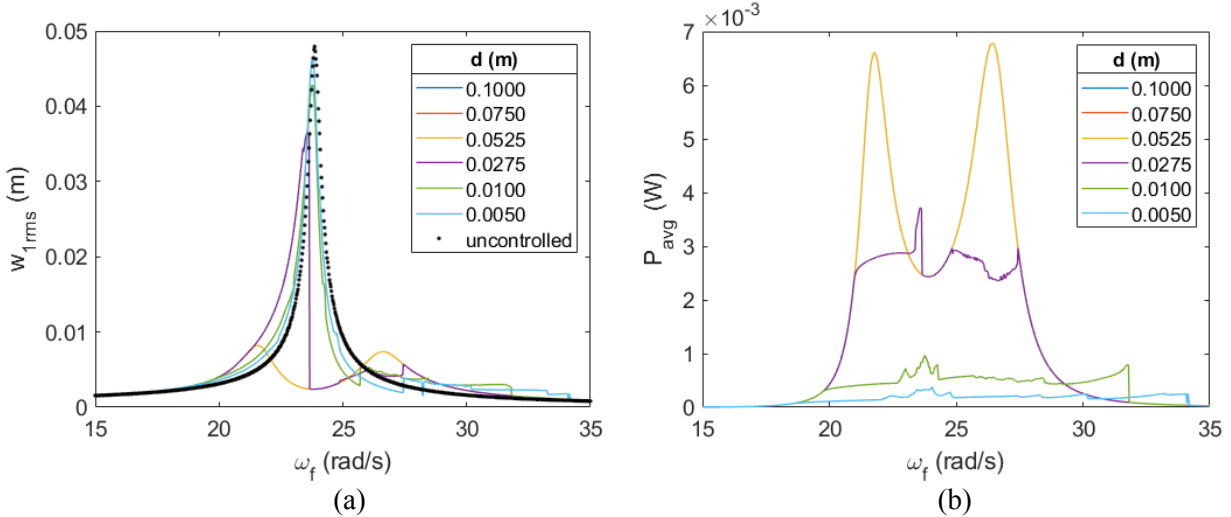 0.05
0.04
0.03
0.02
0.01
0
w1rms (m)
15 20 25 30 35
ωf (rad/s)
d (m)
0.1000
0.0750
0.0525
0.0275
0.0100
0.0050
uncontrolled
(a)
×10-3
7
6
5
4
3
2
1
0
Pavg (W)
15 20 25 30 35
ωf (rad/s)
d (m)
0.1000
0.0750
0.0525
0.0275
0.0100
0.0050
(b)